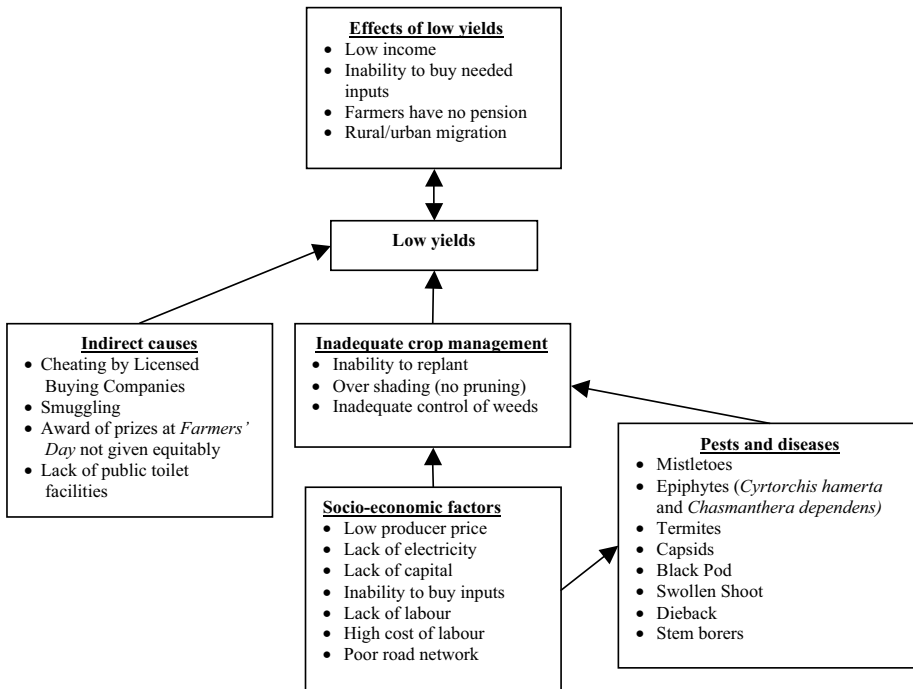 Effects of low yields
• Low income
• Inability to buy needed
inputs
• Farmers have no pension
• Rural/urban migration
Low yields
Indirect causes
• Cheating by Licensed
Buying Companies
• Smuggling
• Award of prizes at Farmers’
Day not given equitably
• Lack of public toilet
facilities
Inadequate crop management
• Inability to replant
• Over shading (no pruning)
• Inadequate control of weeds
Pests and diseases
• Mistletoes
• Epiphytes (Cyrtorchis hamerta
and Chasmanthera dependens)
• Termites
• Capsids
• Black Pod
• Swollen Shoot
• Dieback
• Stem borers
Socio-economic factors
• Low producer price
• Lack of electricity
• Lack of capital
• Inability to buy inputs
• Lack of labour
• High cost of labour
• Poor road network